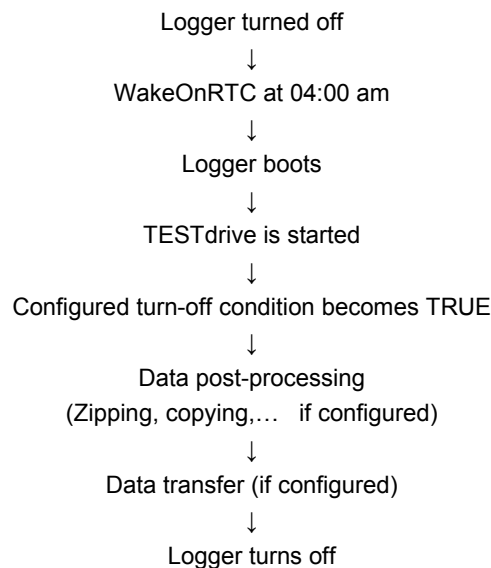 Logger turned off
↓
WakeOnRTC at 04:00 am
↓
Logger boots
↓
TESTdrive is started
↓
Configured turn-off condition becomes TRUE
↓
Data post-processing
(Zipping, copying,… if configured)
↓
Data transfer (if configured)
↓
Logger turns off